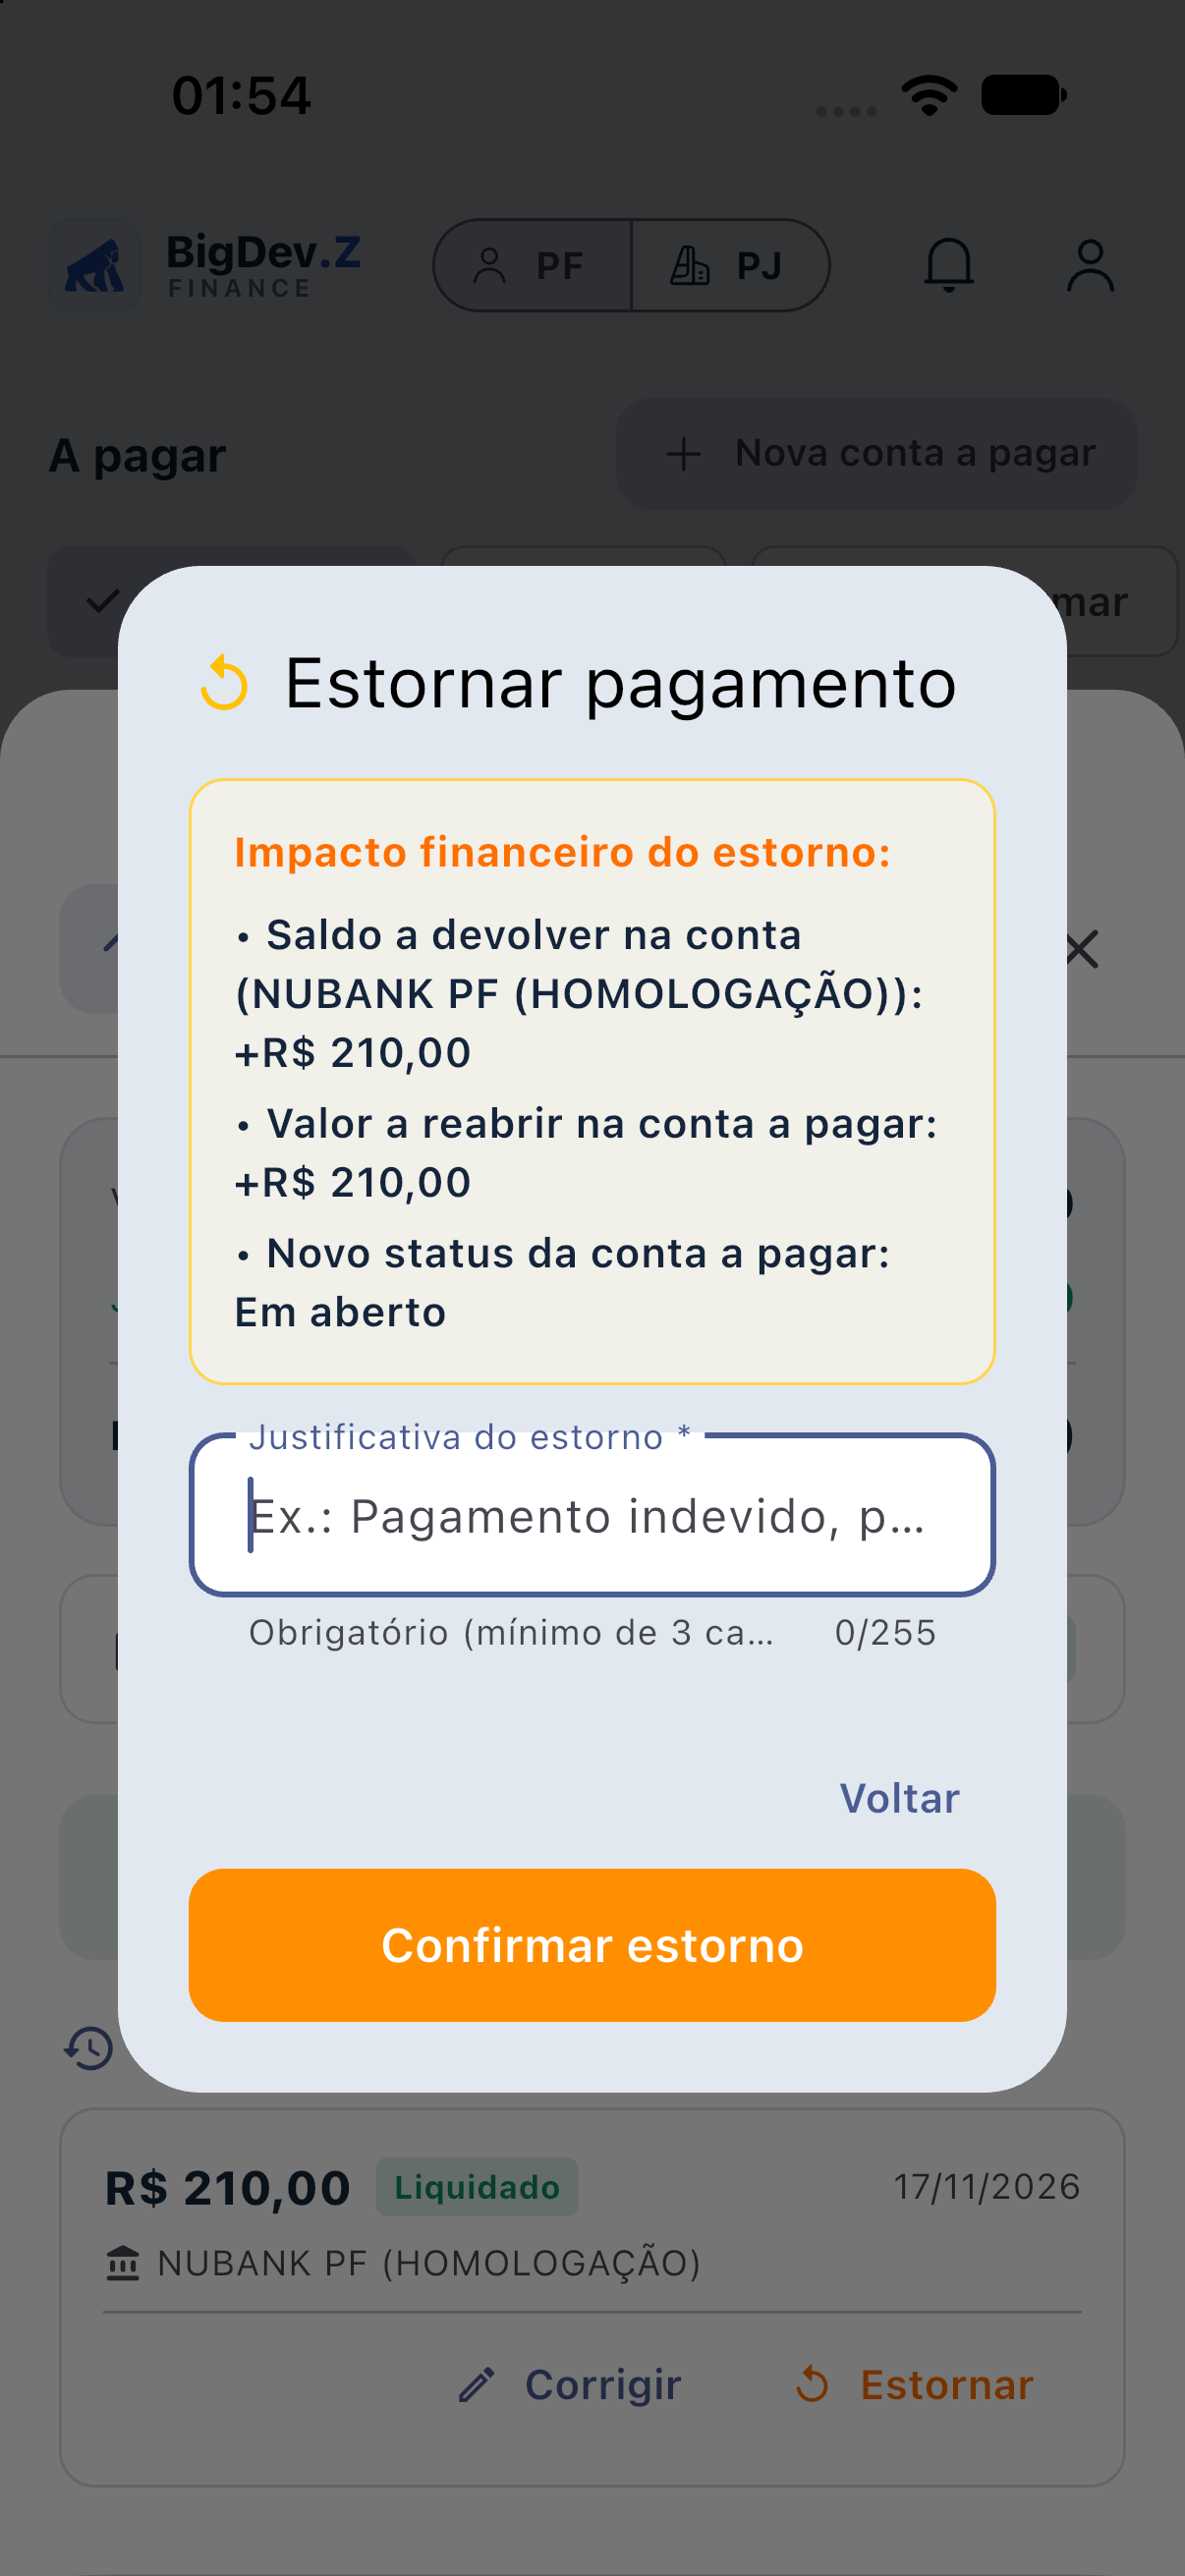 01:54
BigDev.Z
FINANCE
PF
PJ
A pagar
Nova conta a pagar
Estornar pagamento
Impacto financeiro do estorno:
• Saldo a devolver na conta
(NUBANK PF (HOMOLOGAÇÃO)):
+R$ 210,00
• Valor a reabrir na conta a pagar:
+R$ 210,00
• Novo status da conta a pagar:
Em aberto
Justificativa do estorno *
Ex.: Pagamento indevido, p...
Obrigatório (mínimo de 3 ca... 0/255
Voltar
Confirmar estorno
R$ 210,00 Liquidado 17/11/2026
NUBANK PF (HOMOLOGAÇÃO)
Corrigir Estornar